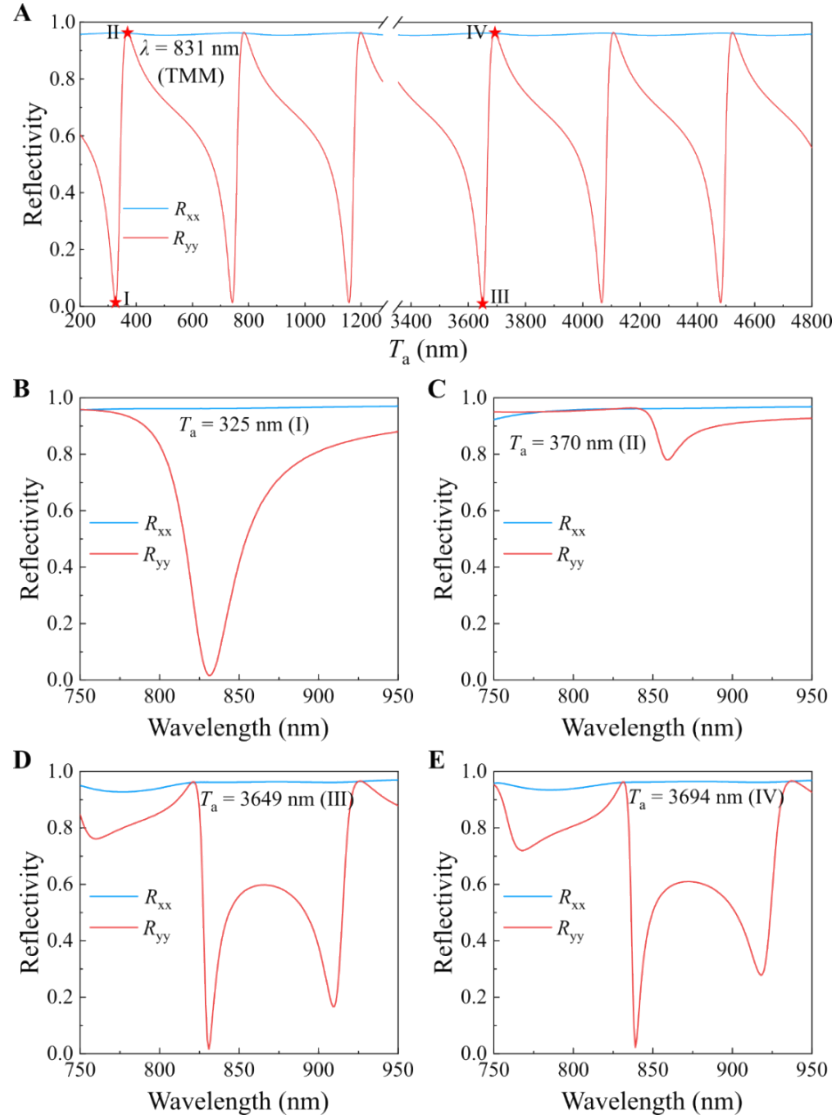 A
1.0
0.8
0.6
0.4
0.2
0.0
Reflectivity
II
λ = 831 nm
(TMM)
IV
Rxx
Ryy
I
III
200 400 600 800 1000 1200 3400 3600 3800 4000 4200 4400 4600 4800
Ta (nm)
B
1.0
0.8
0.6
0.4
0.2
0.0
Reflectivity
Ta = 325 nm (I)
Rxx
Ryy
750 800 850 900 950
Wavelength (nm)
C
1.0
0.8
0.6
0.4
0.2
0.0
Reflectivity
Ta = 370 nm (II)
Rxx
Ryy
750 800 850 900 950
Wavelength (nm)
D
1.0
0.8
0.6
0.4
0.2
0.0
Reflectivity
Ta = 3649 nm (III)
Rxx
Ryy
750 800 850 900 950
Wavelength (nm)
E
1.0
0.8
0.6
0.4
0.2
0.0
Reflectivity
Ta = 3694 nm (IV)
Rxx
Ryy
750 800 850 900 950
Wavelength (nm)